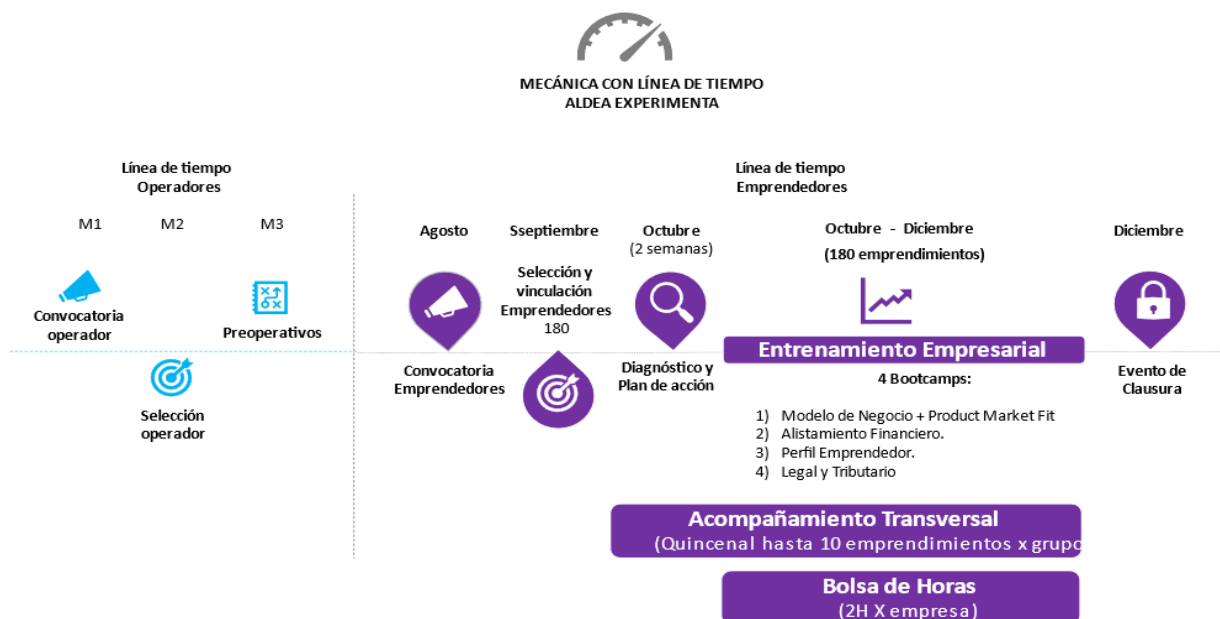 MECÁNICA CON LÍNEA DE TIEMPO
ALDEA EXPERIMENTA
Línea de tiempo
Operadores
M1
M2
M3
Convocatoria
operador
Preoperativos
Selección
operador
Línea de tiempo
Emprendedores
Agosto
Convocatoria
Emprendedores
Sseptiembre
Selección y
vinculación
Emprendedores
180
Octubre
(2 semanas)
Diagnóstico y
Plan de acción
Octubre - Diciembre
(180 emprendimientos)
Entrenamiento Empresarial
4 Bootcamps:
1) Modelo de Negocio + Product Market Fit
2) Alistamiento Financiero.
3) Perfil Emprendedor.
4) Legal y Tributario
Diciembre
Evento de
Clausura
Acompañamiento Transversal
(Quincenal hasta 10 emprendimientos x grupo
Bolsa de Horas
(2H X empresa)